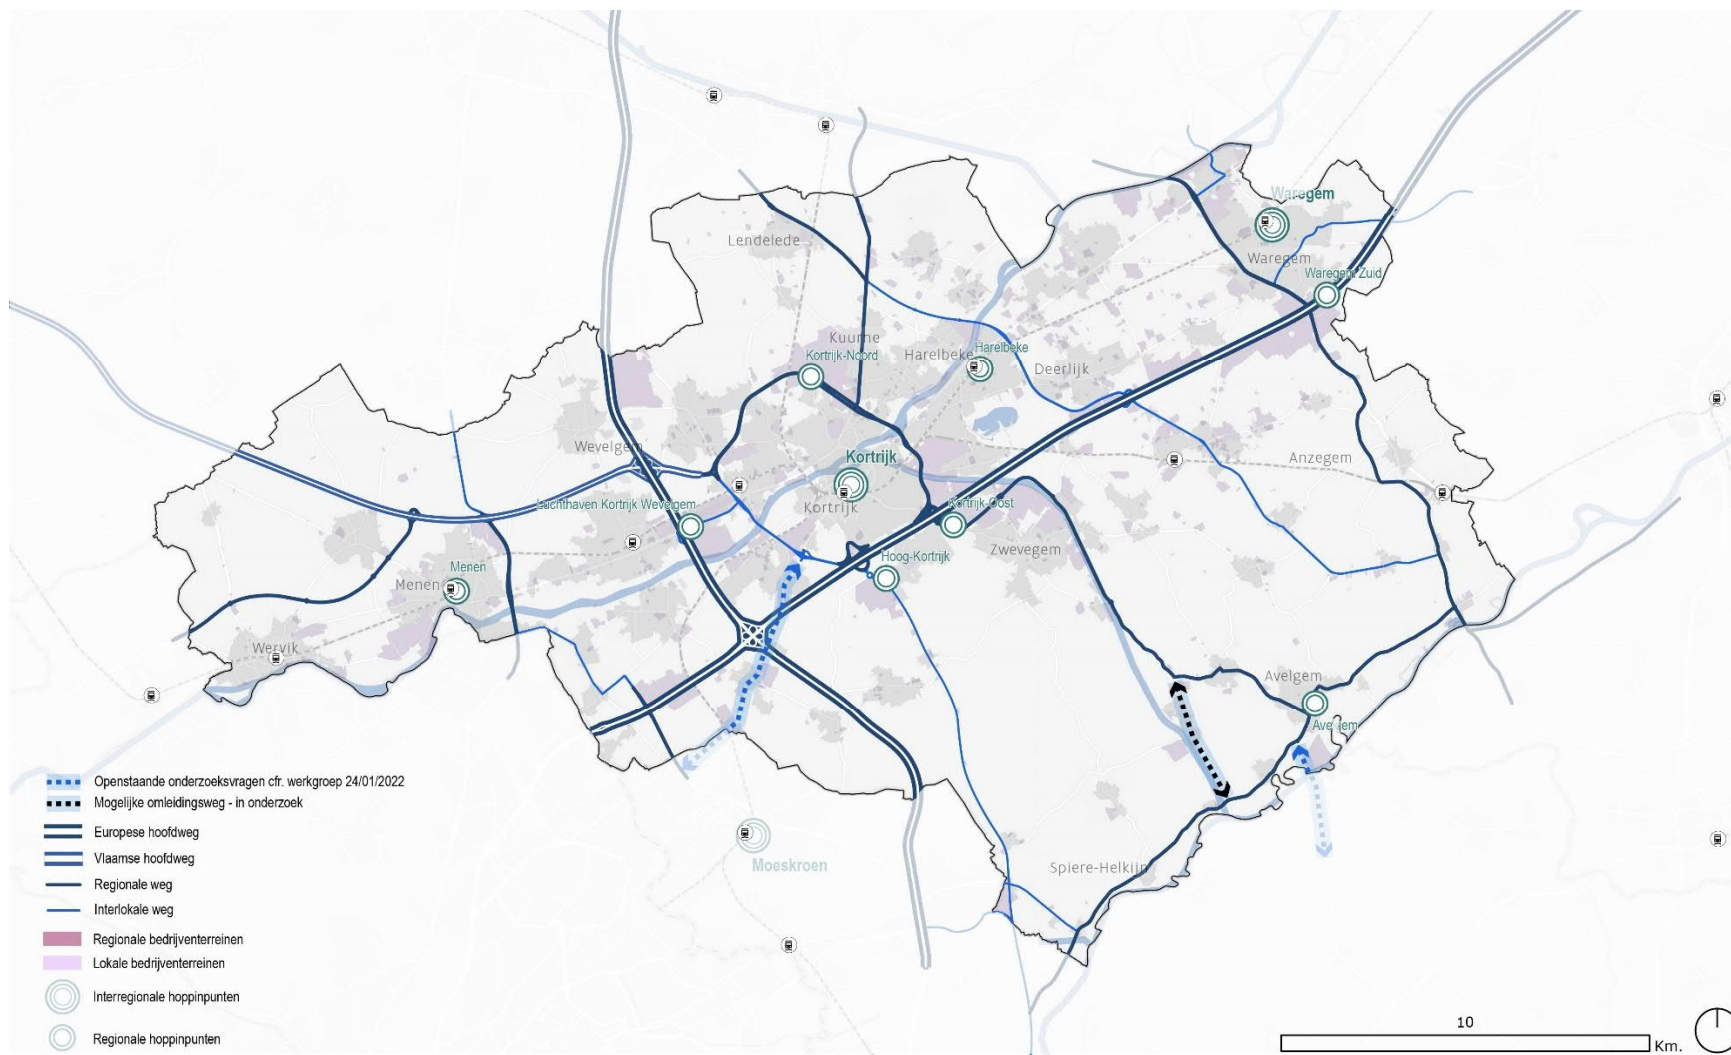 Waregem
Lendelede
Waregem
Waregem Zuid
Kuurne
Kortrijk-Noord
Harelbeke
Harelbeke
Deerlijk
Wevelgem
Kortrijk
Anzegem
Luchthaven Kortrijk Wevelgem
Kortrijk
Kortrijk-Oost
Zwevegem
Hoog-Kortrijk
Menen
Menen
Wervik
Avelgem
Moeskroen
Spiere-Helkijn
Openstaande onderzoeksvragen cfr. werkgroep 24/01/2022
Mogelijke omleidingsweg - in onderzoek
Europese hoofdweg
Vlaamse hoofdweg
Regionale weg
Interlokale weg
Regionale bedrijventerreinen
Lokale bedrijventerreinen
Interregionale hoppinpunten
Regionale hoppinpunten
10
Km.